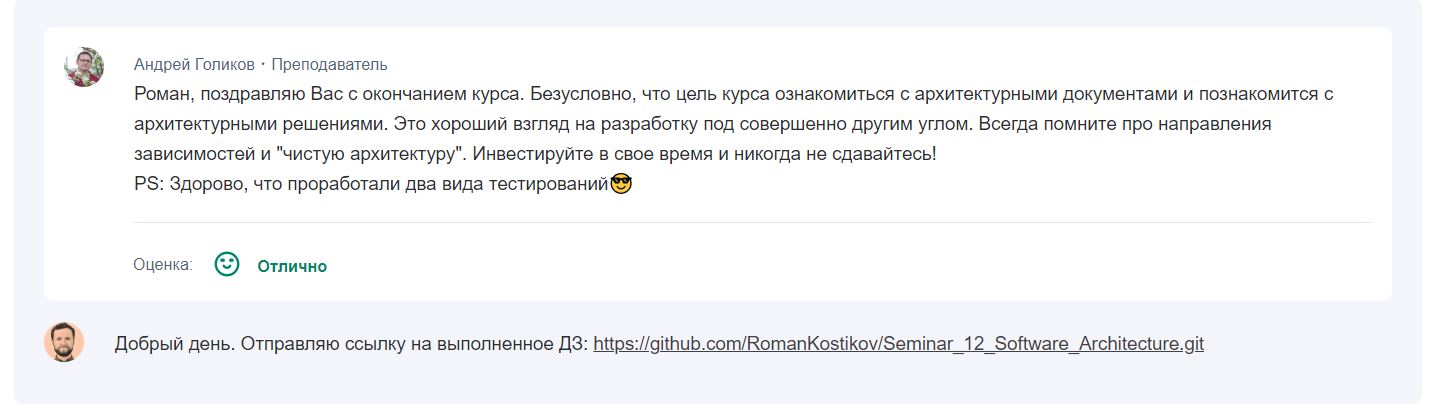 Андрей Голиков · Преподаватель
Роман, поздравляю Вас с окончанием курса. Безусловно, что цель курса ознакомиться с архитектурными документами и познакомится с
архитектурными решениями. Это хороший взгляд на разработку под совершенно другим углом. Всегда помните про направления
зависимостей и "чистую архитектуру". Инвестируйте в свое время и никогда не сдавайтесь!
PS: Здорово, что проработали два вида тестирований😎
Оценка: Отлично
Добрый день. Отправляю ссылку на выполненное ДЗ: https://github.com/RomanKostikov/Seminar_12_Software_Architecture.git